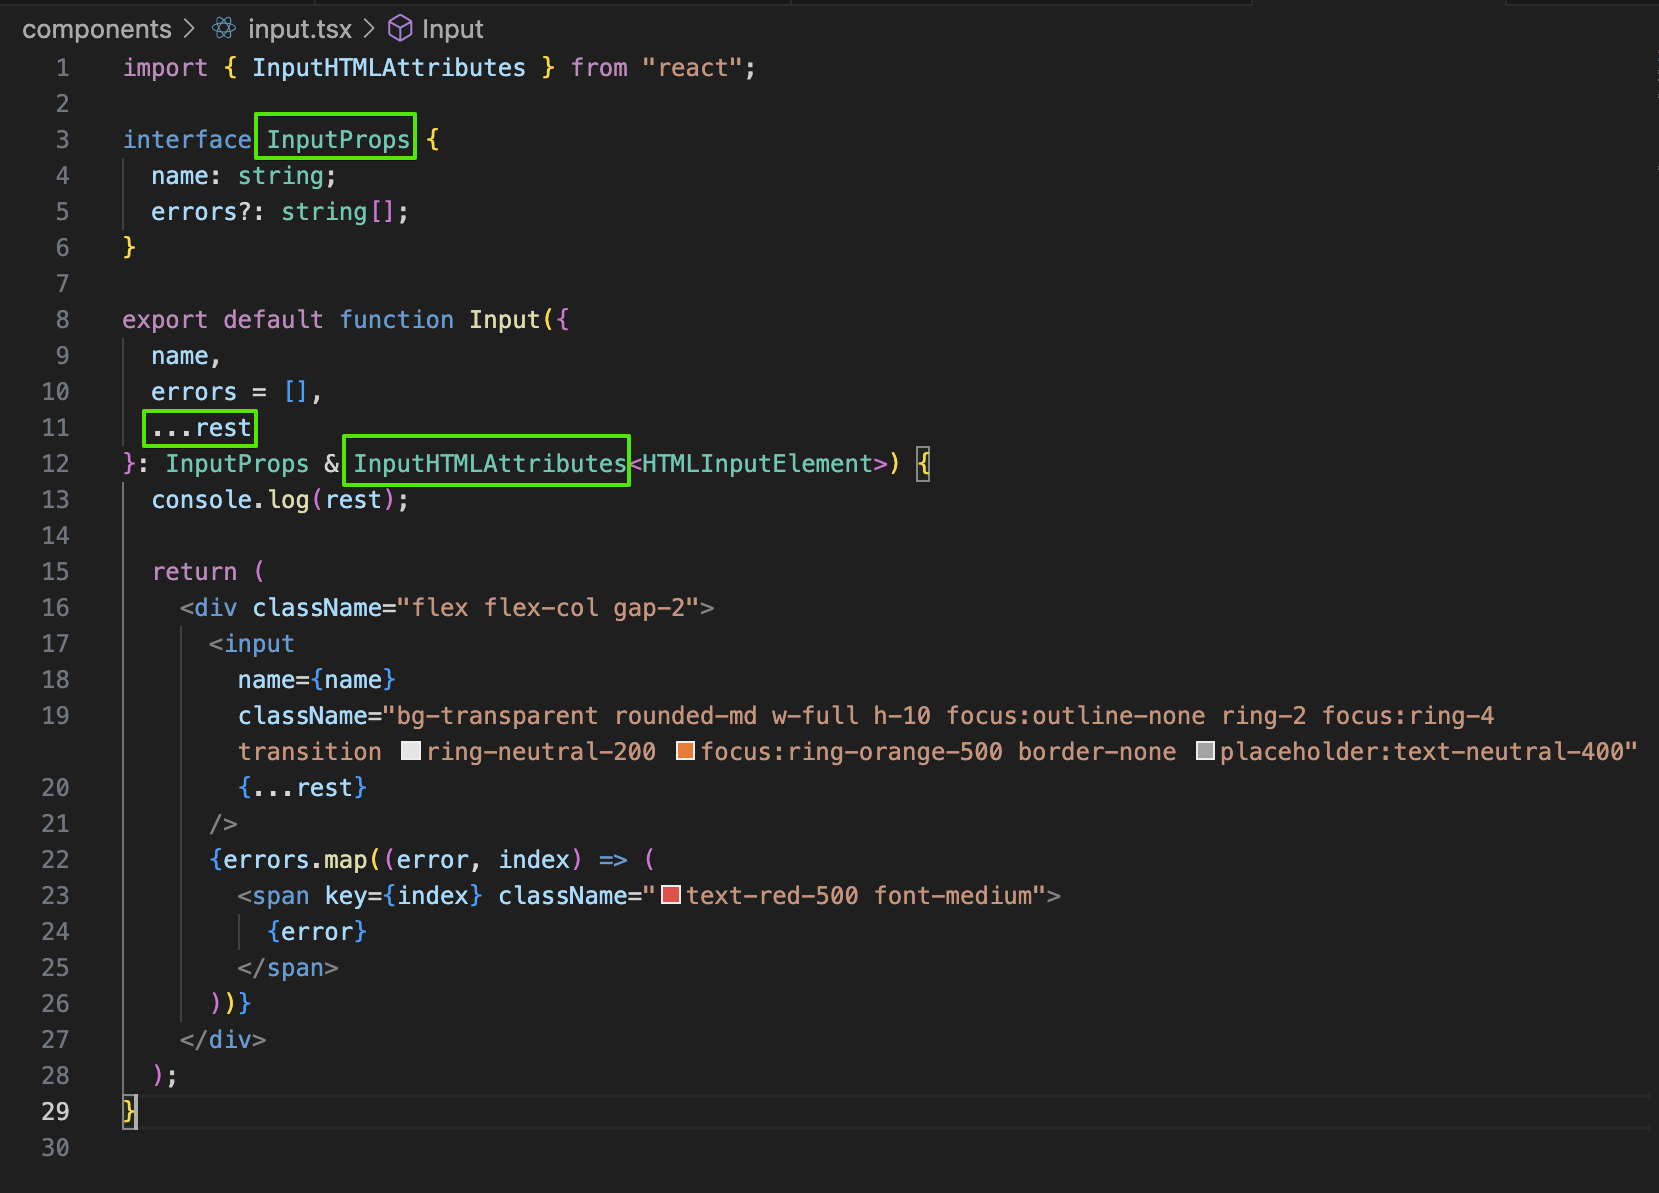 components > input.tsx > Input
1 import { InputHTMLAttributes } from "react";
2
3 interface InputProps {
4   name: string;
5   errors?: string[];
6 }
7
8 export default function Input({
9   name,
10   errors = [],
11   ...rest
12 }: InputProps & InputHTMLAttributes<HTMLInputElement>) {
13   console.log(rest);
14
15   return (
16     <div className="flex flex-col gap-2">
17       <input
18         name={name}
19         className="bg-transparent rounded-md w-full h-10 focus:outline-none ring-2 focus:ring-4
transition ring-neutral-200 focus:ring-orange-500 border-none placeholder:text-neutral-400"
20         {...rest}
21       />
22       {errors.map((error, index) => (
23         <span key={index} className="text-red-500 font-medium">
24           {error}
25         </span>
26       ))}
27     </div>
28   );
29 }
30